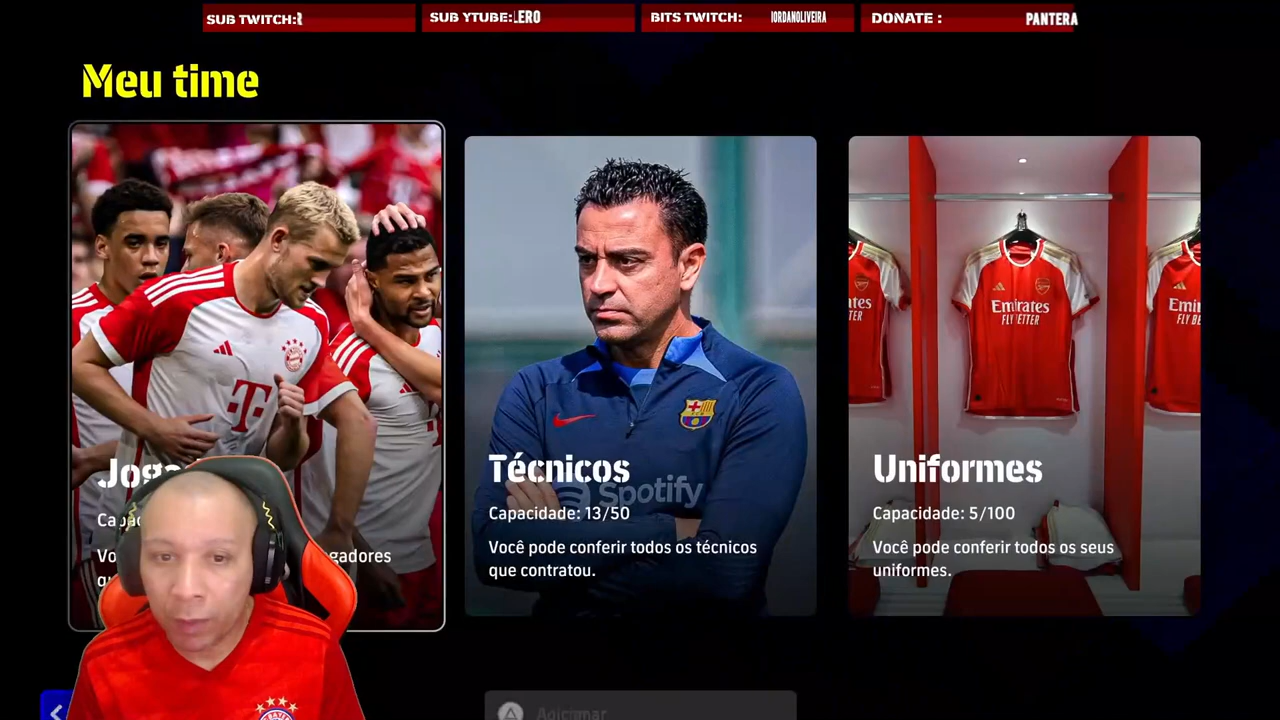 SUB TWITCH:
SUB YTUBE: LERO
BITS TWITCH: IORDANOLIVEIRA
DONATE : PANTERA
Meu time
T
Técnicos
Spotify
Capacidade: 13/50
Você pode conferir todos os técnicos
que contratou.
Emirates
FLY BETTER
Uniformes
Capacidade: 5/100
Você pode conferir todos os seus
uniformes.
Adicionar